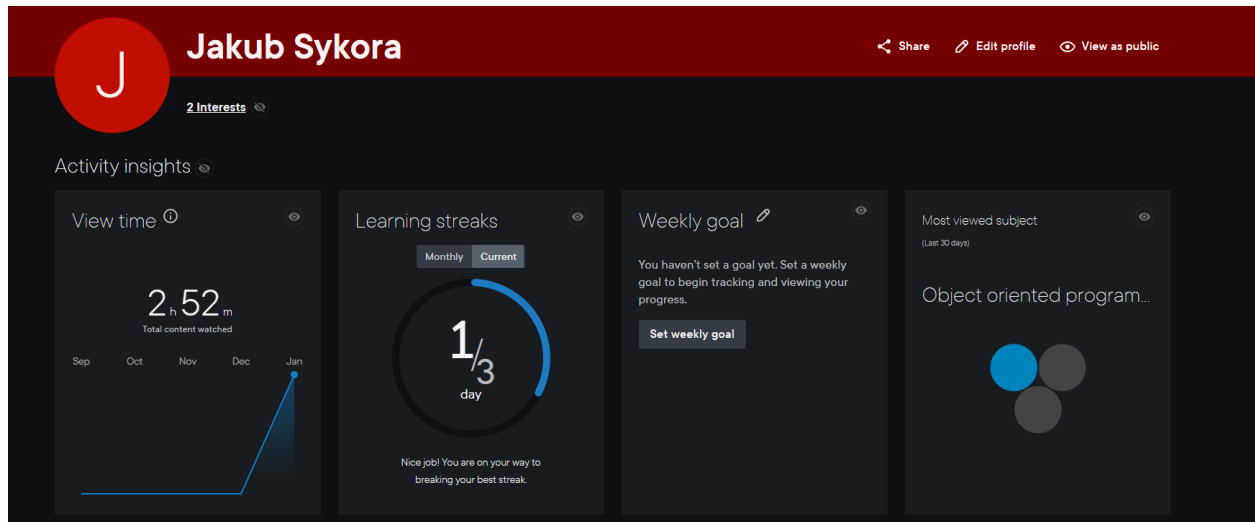 J
Jakub Sykora
Share
Edit profile
View as public
2 Interests
Activity insights
View time
2 h 52 m
Total content watched
Sep Oct Nov Dec Jan
Learning streaks
Monthly Current
1/3
day
Nice job! You are on your way to
breaking your best streak.
Weekly goal
You haven't set a goal yet. Set a weekly
goal to begin tracking and viewing your
progress.
Set weekly goal
Most viewed subject
(Last 30 days)
Object oriented program...